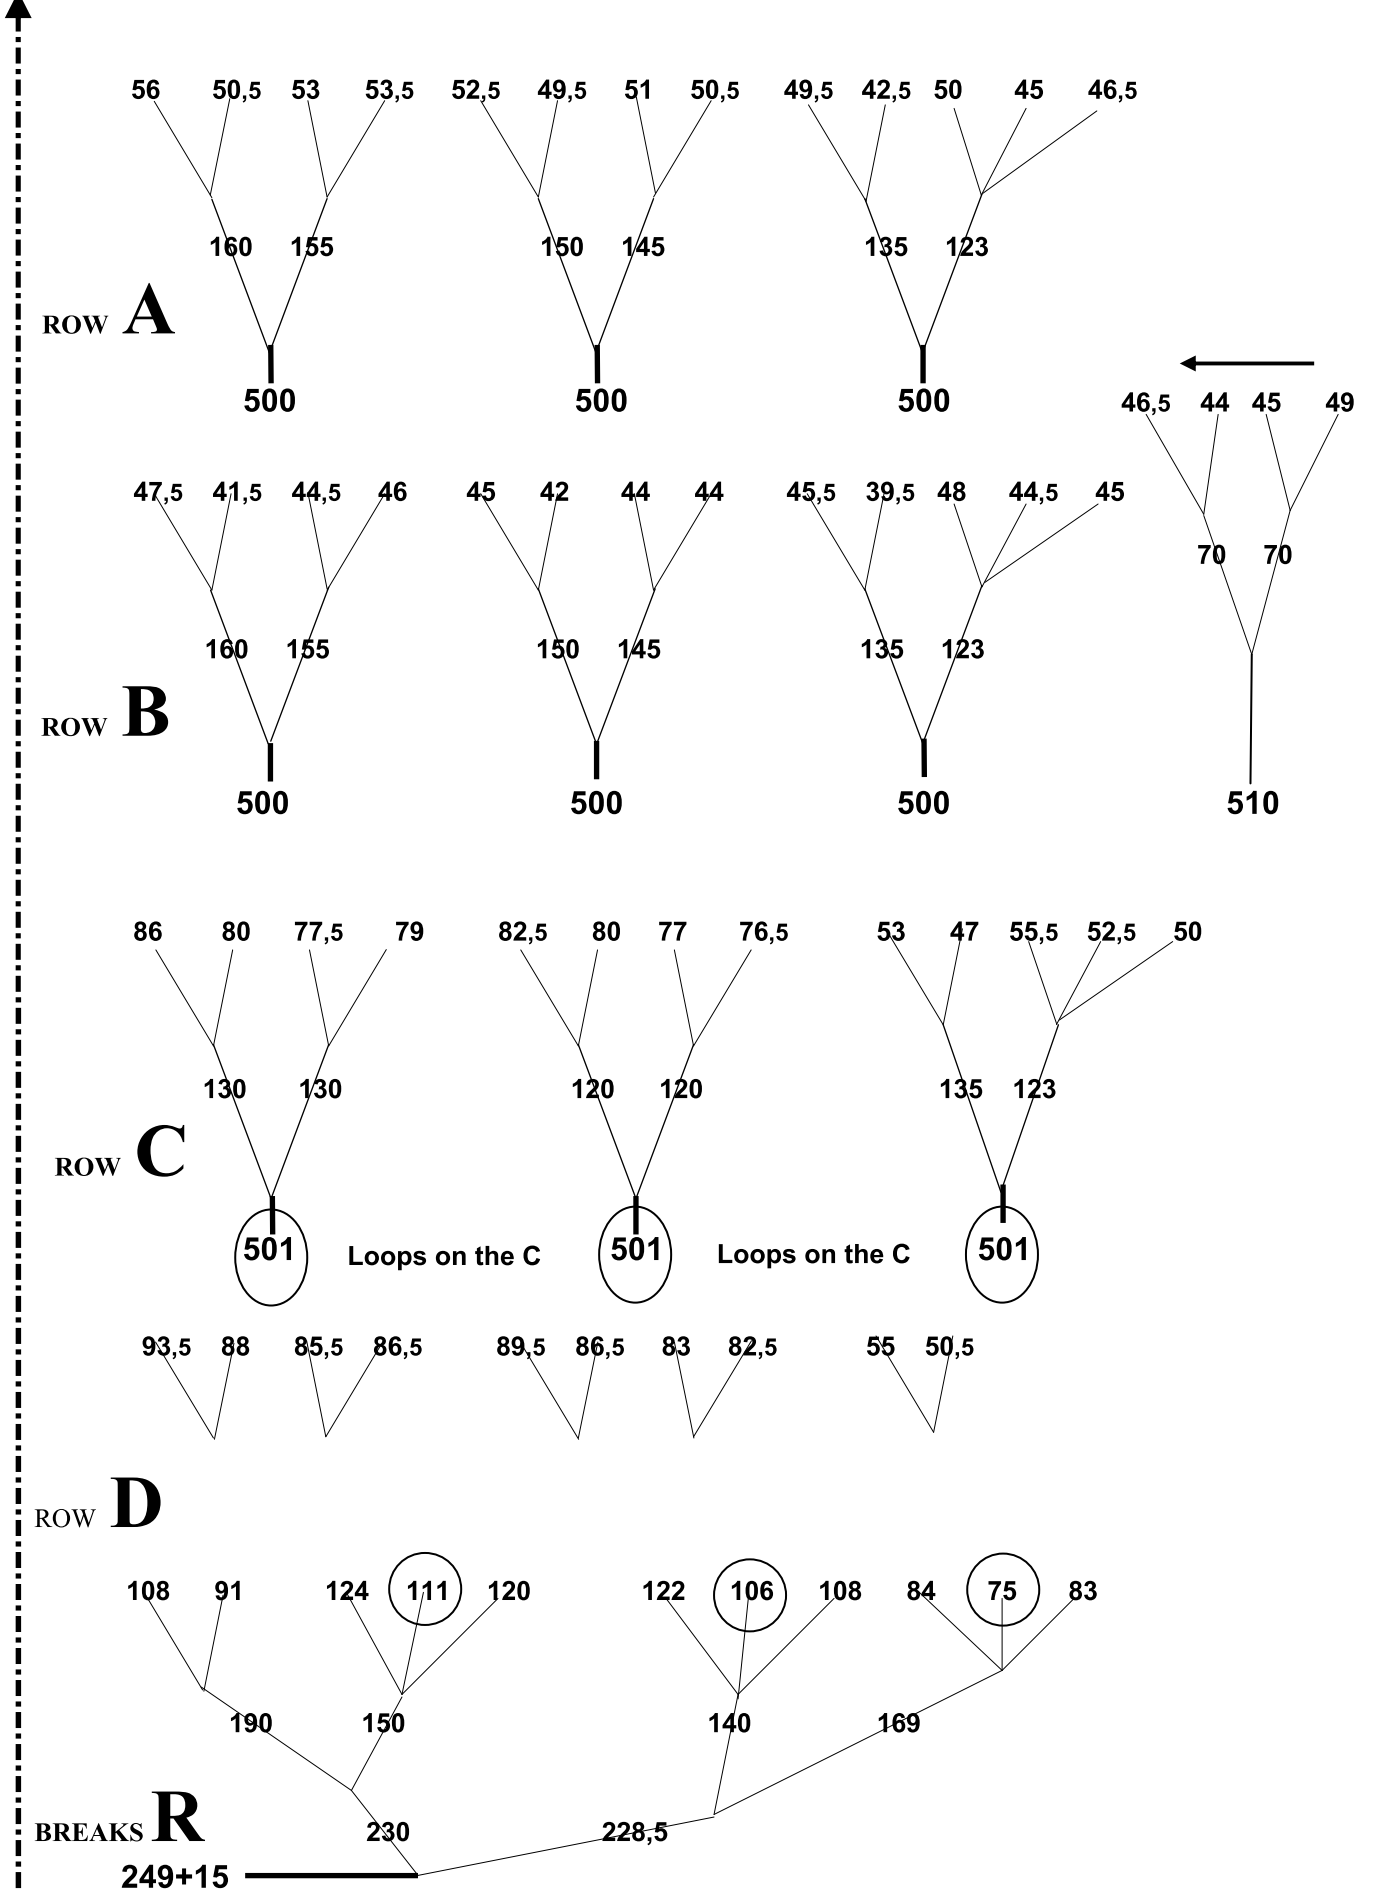 56 50,5 53 53,5 52,5 49,5 51 50,5 49,5 42,5 50 45 46,5
160 155 150 145 135 123
ROW A
500 500 500
46,5 44 45 49
47,5 41,5 44,5 46 45 42 44 44 45,5 39,5 48 44,5 45
70 70
160 155 150 145 135 123
ROW B
500 500 500 510
86 80 77,5 79 82,5 80 77 76,5 53 47 55,5 52,5 50
130 130 120 120 135 123
ROW C
501 Loops on the C 501 Loops on the C 501
93,5 88 85,5 86,5 89,5 86,5 83 82,5 55 50,5
ROW D
108 91 124 111 120 122 106 108 84 75 83
190 150 140 169
BREAKS R 230 228,5
249+15